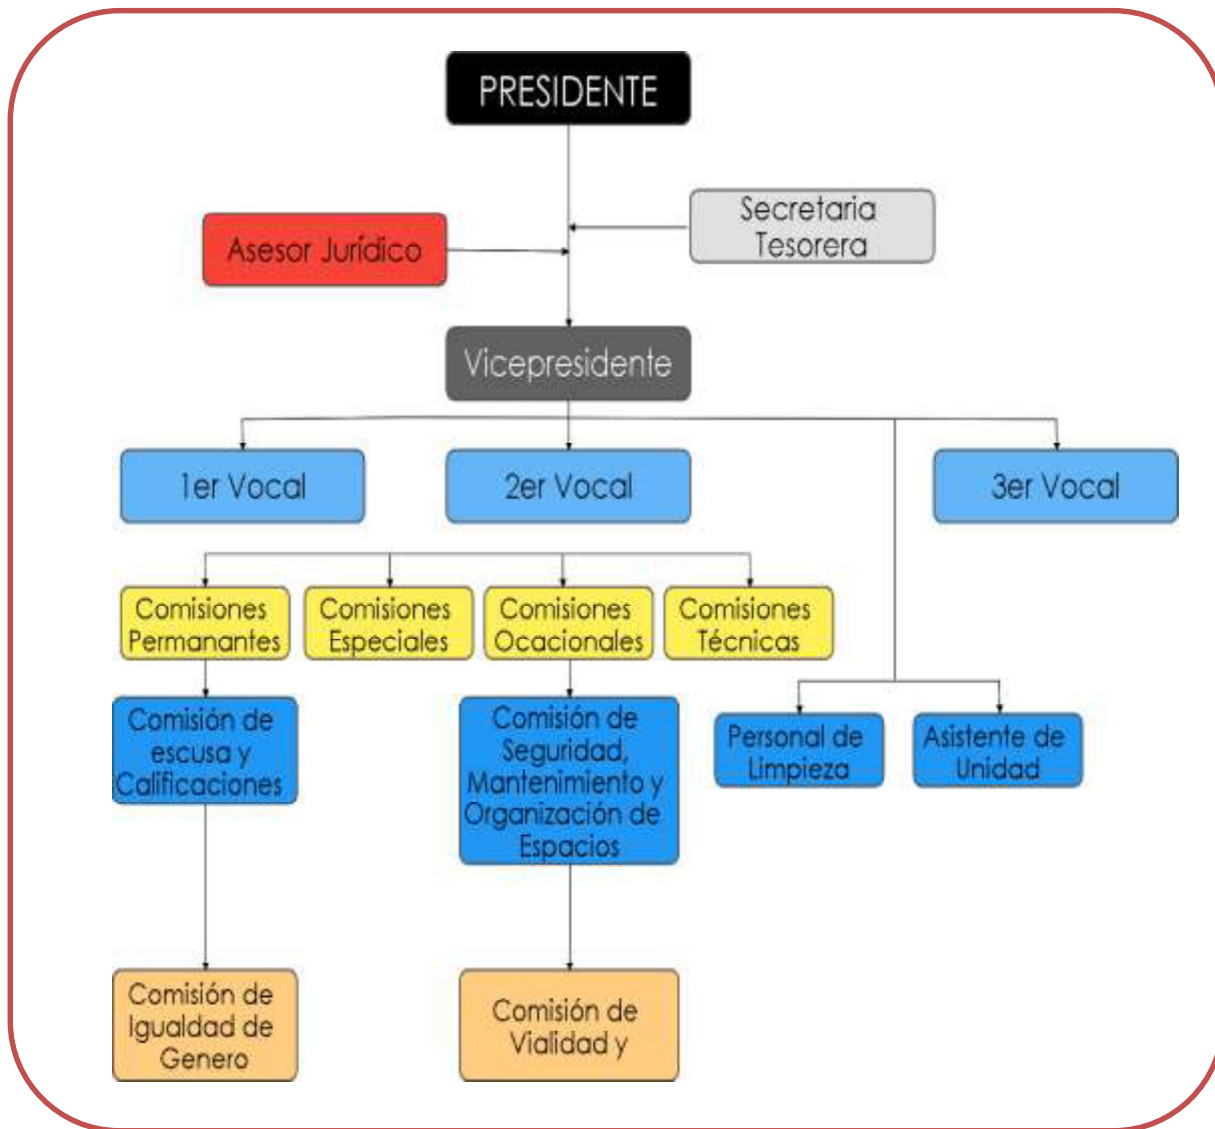 PRESIDENTE
Secretaria
Tesorera
Asesor Jurídico
Vicepresidente
1er Vocal
2er Vocal
3er Vocal
Comisiones
Permanantes
Comisiones
Especiales
Comisiones
Ocacionales
Comisiones
Técnicas
Comisión de
escusa y
Calificaciones
Comisión de
Seguridad,
Mantenimiento y
Organización de
Espacios
Personal de
Limpieza
Asistente de
Unidad
Comisión de
Igualdad de
Genero
Comisión de
Vialidad y